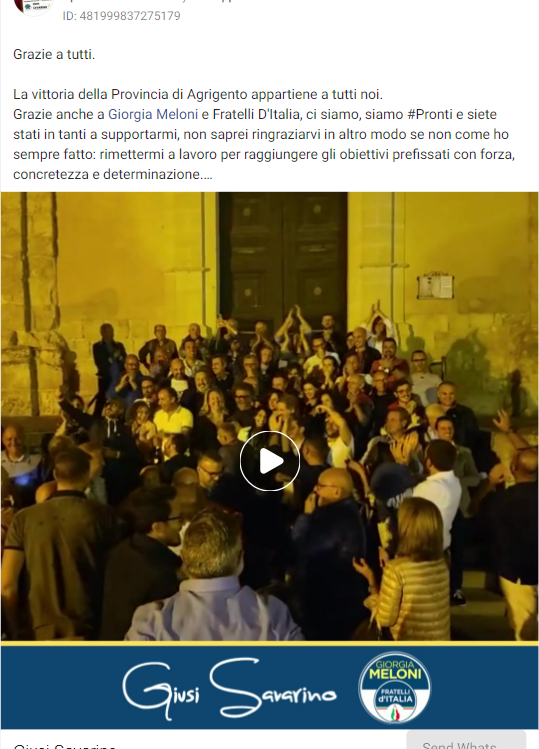 ID: 481999837275179
Grazie a tutti.
La vittoria della Provincia di Agrigento appartiene a tutti noi.
Grazie anche a Giorgia Meloni e Fratelli D'Italia, ci siamo, siamo #Pronti e siete
stati in tanti a supportarmi, non saprei ringraziarvi in altro modo se non come ho
sempre fatto: rimettermi a lavoro per raggiungere gli obiettivi prefissati con forza,
concretezza e determinazione....
Giusi Savarino
GIORGIA
MELONI
FRATELLI
d'ITALIA
Giusi Savarino
Send Whats